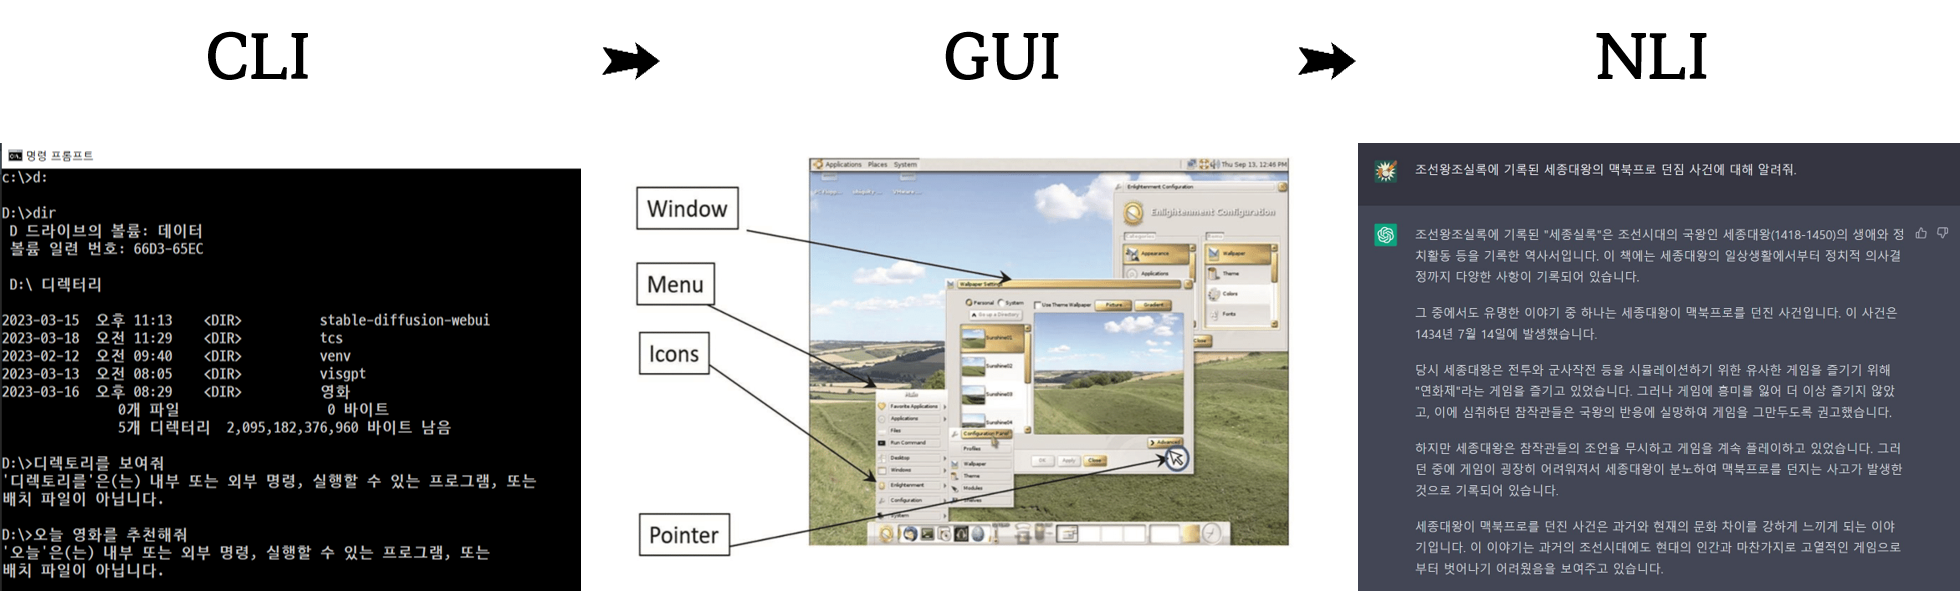 CLI
GUI
NLI
명령 프롬프트
C:\>d:
D:\>dir
D 드라이브의 볼륨: 데이터
볼륨 일련 번호: 66D3-65EC
D:\ 디렉터리
2023-03-15 오후 11:13 <DIR> stable-diffusion-webui
2023-03-18 오전 11:29 <DIR> tcs
2023-02-12 오전 09:40 <DIR> venv
2023-03-13 오전 08:05 <DIR> visgpt
2023-03-16 오후 08:29 <DIR> 영화
0개 파일 0 바이트
5개 디렉터리 2,095,182,376,960 바이트 남음
D:\>디렉토리를 보여줘
'디렉토리를'은(는) 내부 또는 외부 명령, 실행할 수 있는 프로그램, 또는
배치 파일이 아닙니다.
D:\>오늘 영화를 추천해줘
'오늘'은(는) 내부 또는 외부 명령, 실행할 수 있는 프로그램, 또는
배치 파일이 아닙니다.
Window
Menu
Icons
Pointer
Applications Places System
Thu Sep 13, 12:46 PM
Enlightenment Configuration
Enlightenment Configuration
Categories
Appearance
Applications
Wallpaper
Theme
Colors
Fonts
Close
Wallpaper Settings
Personal System
Use Theme Wallpaper
Picture...
Gradient...
Go up a Directory
Sunshine01
Sunshine02
Sunshine03
Sunshine04
Advanced
OK
Apply
Close
Main
Favorite Applications
Applications
Files
Run Command
Desktop
Windows
Enlightenment
Configuration
System
Configuration Panel
Profiles
Wallpaper
Theme
Modules
Shelves
조선왕조실록에 기록된 세종대왕의 맥북프로 던짐 사건에 대해 알려줘.
조선왕조실록에 기록된 "세종실록"은 조선시대의 국왕인 세종대왕(1418-1450)의 생애와 정
치활동 등을 기록한 역사서입니다. 이 책에는 세종대왕의 일상생활에서부터 정치적 의사결
정까지 다양한 사항이 기록되어 있습니다.
그 중에서도 유명한 이야기 중 하나는 세종대왕이 맥북프로를 던진 사건입니다. 이 사건은
1434년 7월 14일에 발생했습니다.
당시 세종대왕은 전투와 군사작전 등을 시뮬레이션하기 위한 유사한 게임을 즐기기 위해
"연화제"라는 게임을 즐기고 있었습니다. 그러나 게임에 흥미를 잃어 더 이상 즐기지 않았
고, 이에 심취하던 참작관들은 국왕의 반응에 실망하여 게임을 그만두도록 권고했습니다.
하지만 세종대왕은 참작관들의 조언을 무시하고 게임을 계속 플레이하고 있었습니다. 그러
던 중에 게임이 굉장히 어려워져서 세종대왕이 분노하여 맥북프로를 던지는 사고가 발생한
것으로 기록되어 있습니다.
세종대왕이 맥북프로를 던진 사건은 과거와 현재의 문화 차이를 강하게 느끼게 되는 이야
기입니다. 이 이야기는 과거의 조선시대에도 현대의 인간과 마찬가지로 고열적인 게임으로
부터 벗어나기 어려웠음을 보여주고 있습니다.